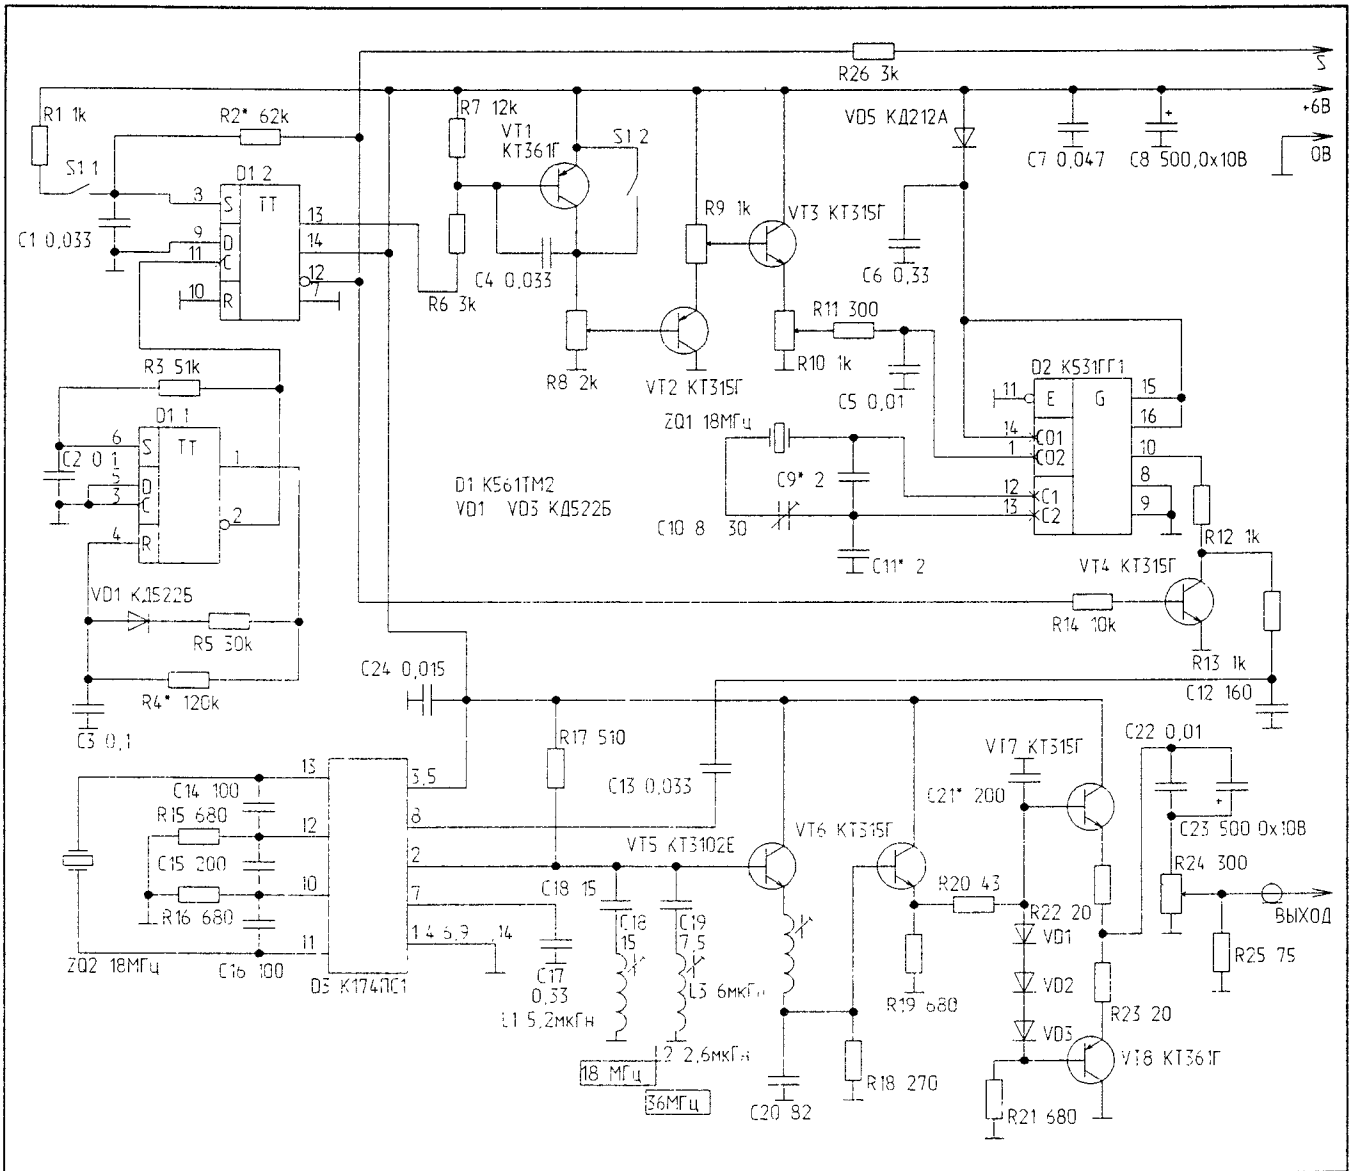 R26 3k
S
R1 1k
R2* 62k
R7 12k
VT1
КТ361Г
S1 2
VD5 КД212А
C7 0,047
C8 500,0х10В
+
+6В
0В
S1 1
D1 2
8
S
TT
13
C1 0,033
9
D
14
11
C
12
10
R
7
R6 3k
C4 0,033
R9 1k
VT3 КТ315Г
C6 0,33
R11 300
R8 2k
VT2 КТ315Г
R10 1k
C5 0,01
R3 51k
D2 К531ГГ1
11
E
G
15
16
D1 1
6
S
TT
1
C2 0 1
5
D
3
C
2
4
R
ZQ1 18МГц
14
CO1
1
CO2
10
C9* 2
8
12
C1
13
C2
9
D1 К561ТМ2
VD1 VD3 КД522Б
C10 8 30
C11* 2
R12 1k
VT4 КТ315Г
VD1 КД522Б
R5 30k
R14 10k
R13 1k
R4* 120k
C3 0,1
C24 0,015
C12 160
R17 510
C13 0,033
VT7 КТ315Г
C22 0,01
13
3,5
C14 100
R15 680
12
8
C21* 200
+
C23 500 0х10В
C15 200
2
VT5 КТ3102Е
VT6 КТ315Г
R24 300
R16 680
10
7
C18 15
R20 43
R22 20
ВЫХОД
C16 100
11
1 4 6,9 ,14
C18
15
C19
7,5
VD1
R25 75
ZQ2 18МГц
D3 К174ПС1
C17
0,33
L3 6мкГн
R19 680
VD2
R23 20
L1 5,2мкГн
VD3
L2 2,6мкГн
VT8 КТ361Г
18 МГц
36МГц
C20 82
R18 270
R21 680